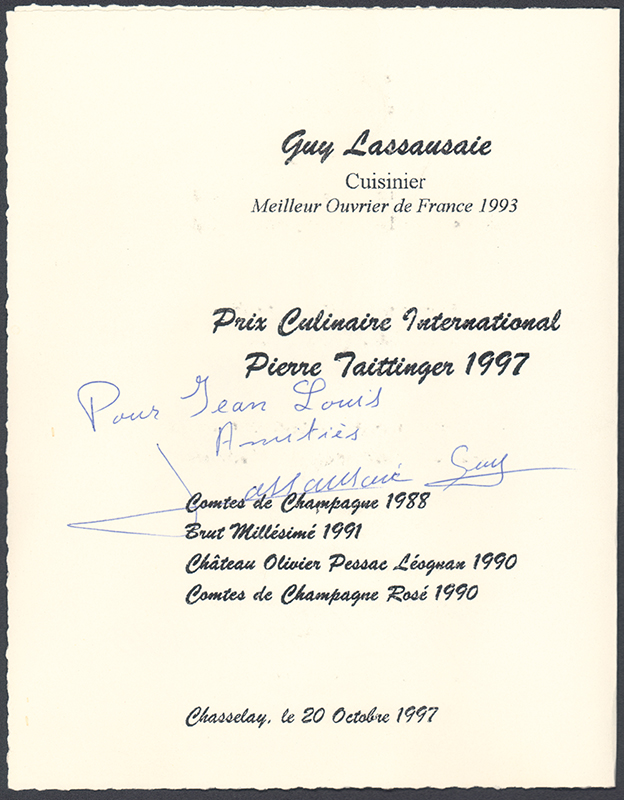 Guy Lassausaie
Cuisinier
Meilleur Ouvrier de France 1993
Prix Culinaire International
Pierre Taittinger 1997
Pour Jean Louis
Amitiés
Lassausaie Guy
Comtes de Champagne 1988
Brut Millésimé 1991
Château Olivier Pessac Léognan 1990
Comtes de Champagne Rosé 1990
Chasselay, le 20 Octobre 1997